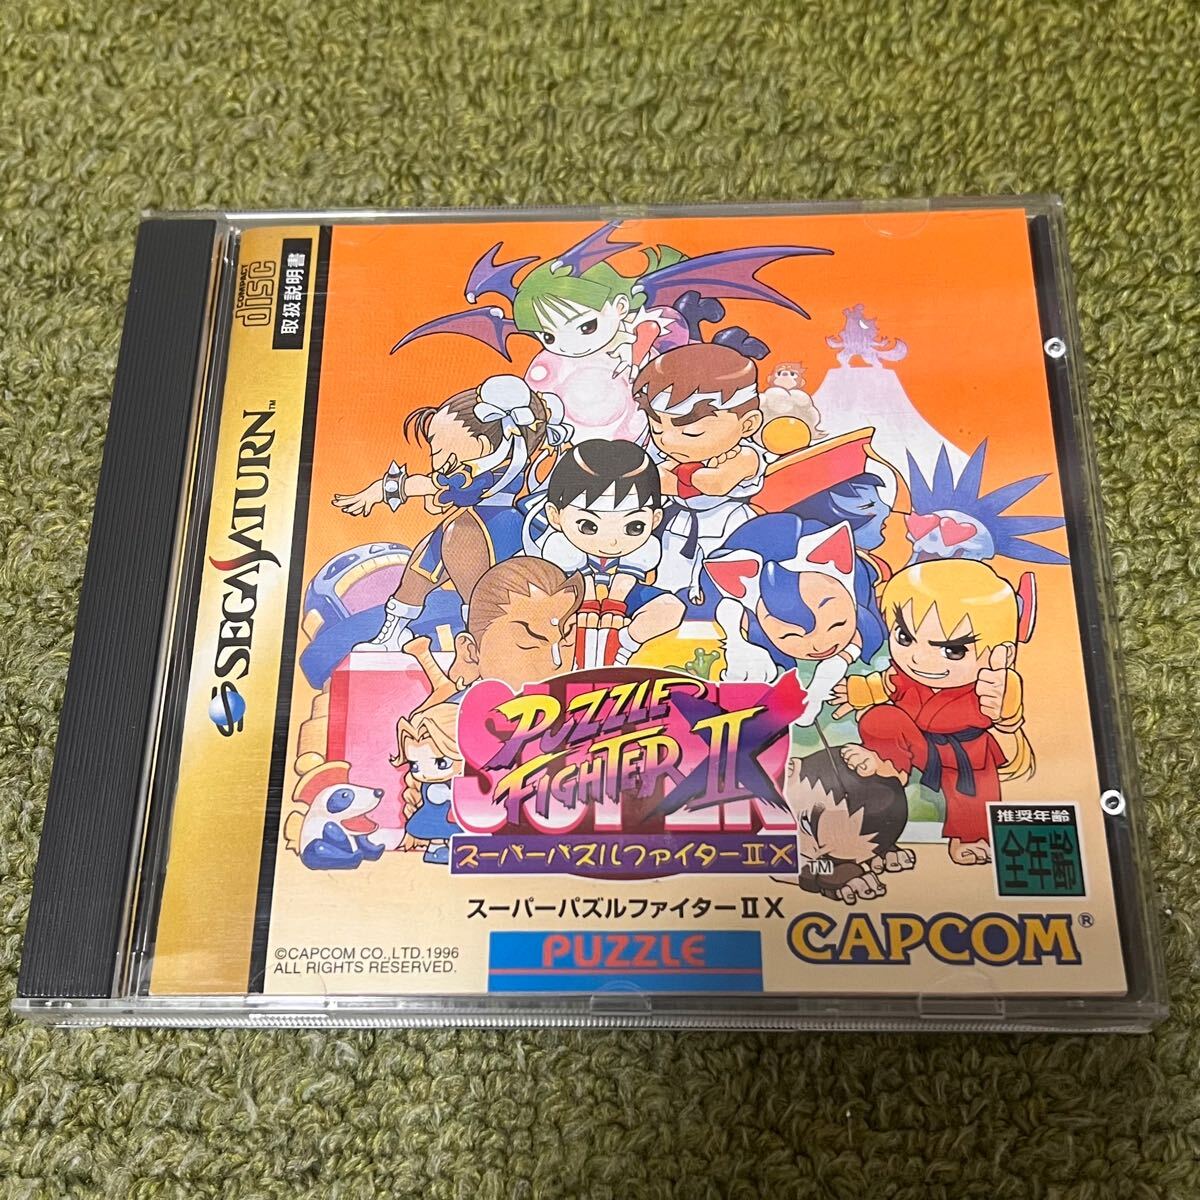 COMPACT
disc
取扱説明書
SEGA SATURN™
SUPER
PUZZLE
FIGHTER II X
スーパーパズルファイターⅡX
TM
スーパーパズルファイターⅡX
推奨年齢
全年齢
©CAPCOM CO.,LTD.1996
ALL RIGHTS RESERVED.
PUZZLE
CAPCOM®